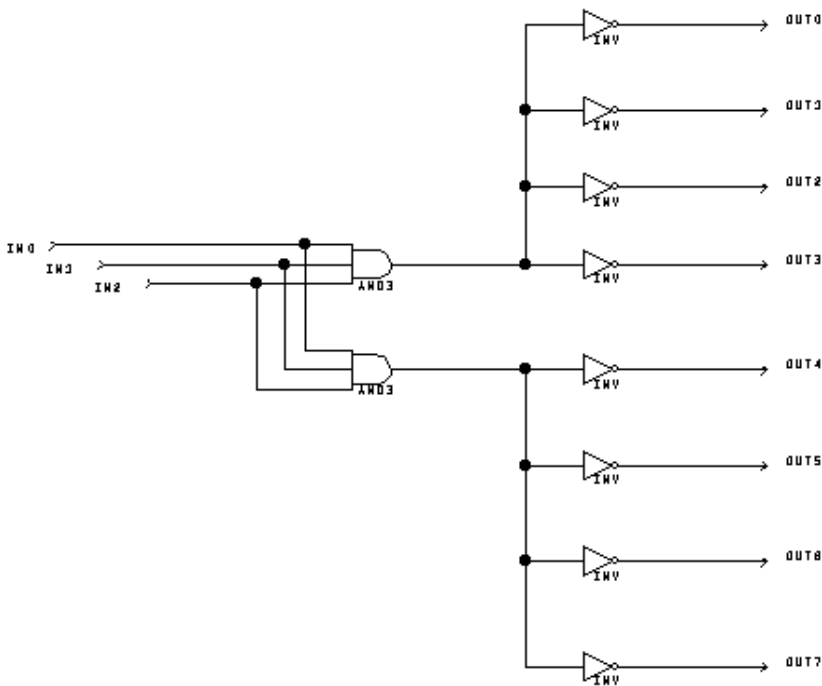 OUT0
INV
OUT1
INV
OUT2
INV
IN0
OUT3
IN1
INV
IN2
AND3
OUT4
AND3
INV
OUT5
INV
OUT6
INV
OUT7
INV